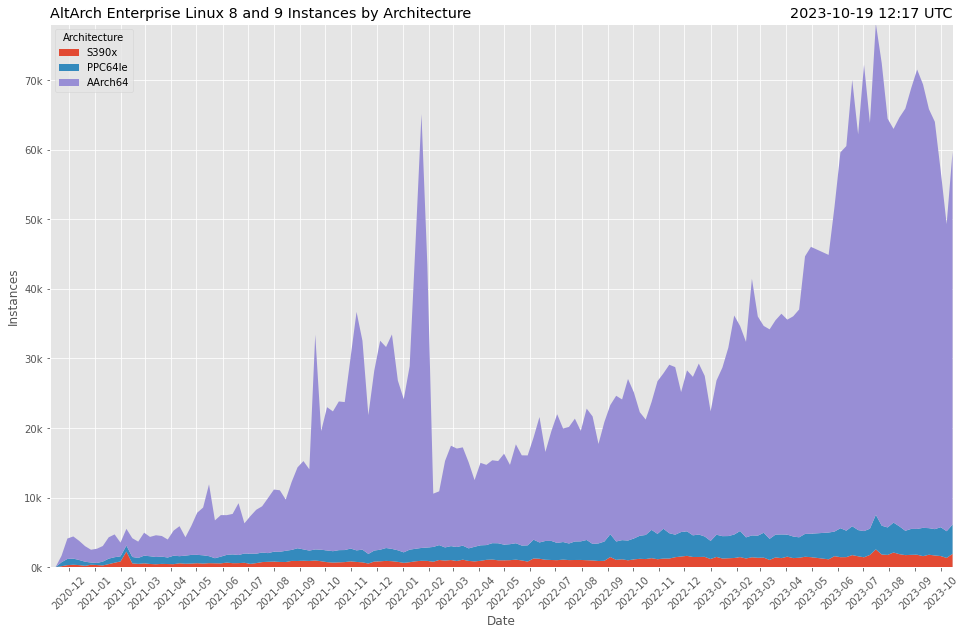 AltArch Enterprise Linux 8 and 9 Instances by Architecture
2023-10-19 12:17 UTC
Architecture
S390x
PPC64le
AArch64
70k
60k
50k
40k
30k
20k
10k
0k
Instances
2020-12
2021-01
2021-02
2021-03
2021-04
2021-05
2021-06
2021-07
2021-08
2021-09
2021-10
2021-11
2021-12
2022-01
2022-02
2022-03
2022-04
2022-05
2022-06
2022-07
2022-08
2022-09
2022-10
2022-11
2022-12
2023-01
2023-02
2023-03
2023-04
2023-05
2023-06
2023-07
2023-08
2023-09
2023-10
Date